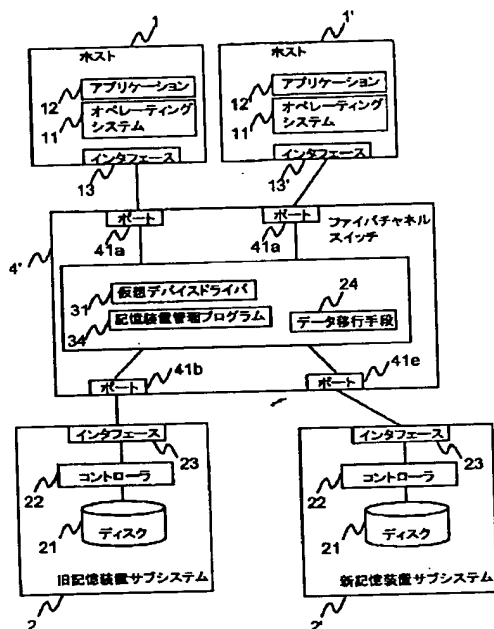 1
1'
ホスト
ホスト
12
アプリケーション
12'
アプリケーション
11
オペレーティング
システム
11
オペレーティング
システム
インタフェース
インタフェース
13
13'
ポート
ポート
ファイバチャネル
スイッチ
41a
41a
4'
31
仮想デバイスドライバ
24
34
記憶装置管理プログラム
データ移行手段
41b
41e
ポート
ポート
インタフェース
インタフェース
23
23
22
コントローラ
22
コントローラ
21
ディスク
21
ディスク
旧記憶装置サブシステム
新記憶装置サブシステム
2
2'